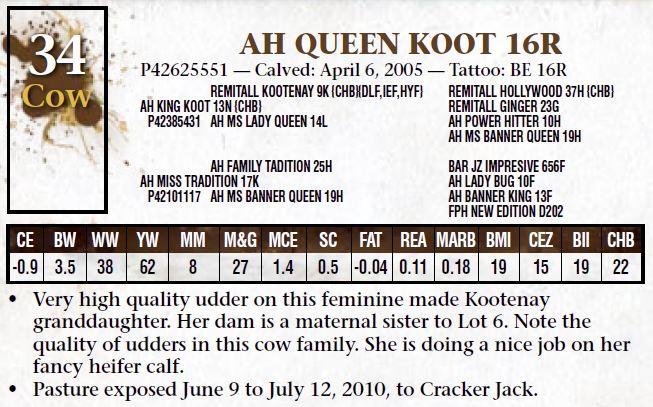 34
Cow
AH QUEEN KOOT 16R
P42625551 — Calved: April 6, 2005 — Tattoo: BE 16R
REMITALL KOOTENAY 9K {CHB}{DLF,IEF,HYF}
AH KING KOOT 13N {CHB}
P42385431 AH MS LADY QUEEN 14L
REMITALL HOLLYWOOD 37H {CHB}
REMITALL GINGER 23G
AH POWER HITTER 10H
AH MS BANNER QUEEN 19H
AH FAMILY TADITION 25H
AH MISS TRADITION 17K
P42101117 AH MS BANNER QUEEN 19H
BAR JZ IMPRESIVE 656F
AH LADY BUG 10F
AH BANNER KING 13F
FPH NEW EDITION D202
CE BW WW YW MM M&G MCE SC FAT REA MARB BMI CEZ BII CHB
-0.9 3.5 38 62 8 27 1.4 0.5 -0.04 0.11 0.18 19 15 19 22
• Very high quality udder on this feminine made Kootenay
granddaughter. Her dam is a maternal sister to Lot 6. Note the
quality of udders in this cow family. She is doing a nice job on her
fancy heifer calf.
• Pasture exposed June 9 to July 12, 2010, to Cracker Jack.